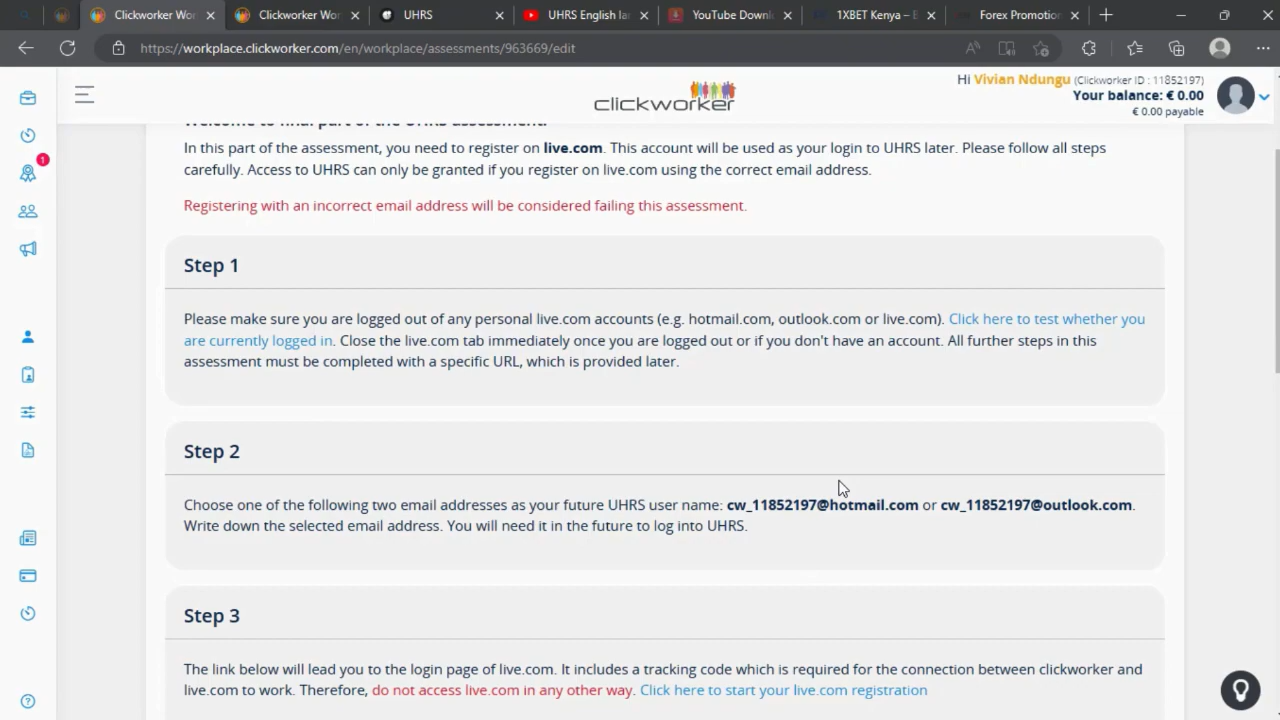 Clickworker Wor
Clickworker Wor
UHRS
UHRS English la
YouTube Downl
1XBET Kenya – B
Forex Promotio
https://workplace.clickworker.com/en/workplace/assessments/963669/edit
clickworker
Hi Vivian Ndungu (Clickworker ID : 11852197)
Your balance: € 0.00
€ 0.00 payable
1
Welcome to final part of the UHRS assessment.
In this part of the assessment, you need to register on live.com. This account will be used as your login to UHRS later. Please follow all steps
carefully. Access to UHRS can only be granted if you register on live.com using the correct email address.
Registering with an incorrect email address will be considered failing this assessment.
Step 1
Please make sure you are logged out of any personal live.com accounts (e.g. hotmail.com, outlook.com or live.com). Click here to test whether you
are currently logged in. Close the live.com tab immediately once you are logged out or if you don't have an account. All further steps in this
assessment must be completed with a specific URL, which is provided later.
Step 2
Choose one of the following two email addresses as your future UHRS user name: cw_11852197@hotmail.com or cw_11852197@outlook.com.
Write down the selected email address. You will need it in the future to log into UHRS.
Step 3
The link below will lead you to the login page of live.com. It includes a tracking code which is required for the connection between clickworker and
live.com to work. Therefore, do not access live.com in any other way. Click here to start your live.com registration